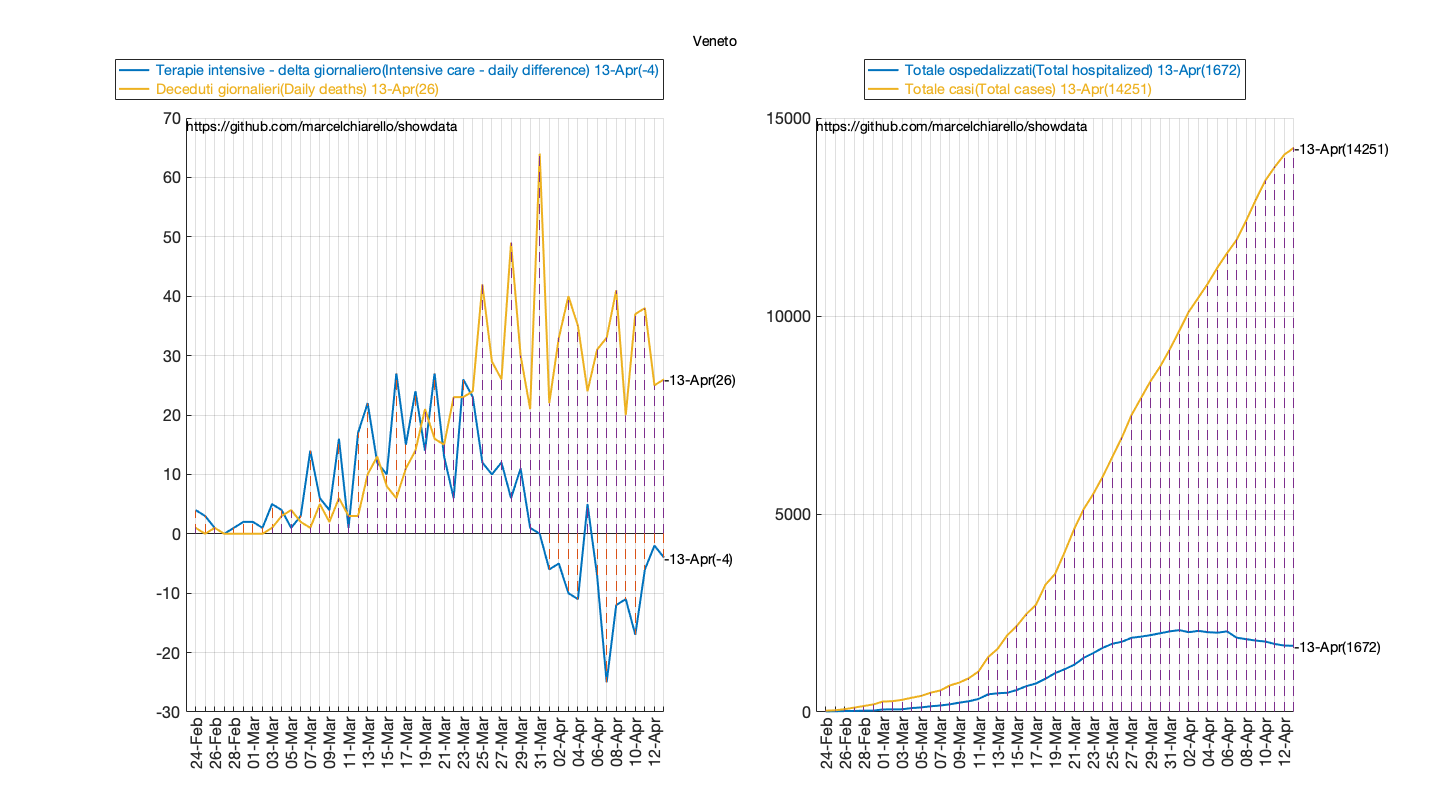 Veneto
Terapie intensive - delta giornaliero(Intensive care - daily difference) 13-Apr(-4)
Deceduti giornalieri(Daily deaths) 13-Apr(26)
https://github.com/marcelchiarello/showdata
70
60
50
40
30
20
10
0
-10
-20
-30
-13-Apr(26)
-13-Apr(-4)
24-Feb
26-Feb
28-Feb
01-Mar
03-Mar
05-Mar
07-Mar
09-Mar
11-Mar
13-Mar
15-Mar
17-Mar
19-Mar
21-Mar
23-Mar
25-Mar
27-Mar
29-Mar
31-Mar
02-Apr
04-Apr
06-Apr
08-Apr
10-Apr
12-Apr
Totale ospedalizzati(Total hospitalized) 13-Apr(1672)
Totale casi(Total cases) 13-Apr(14251)
https://github.com/marcelchiarello/showdata
15000
10000
5000
0
-13-Apr(14251)
-13-Apr(1672)
24-Feb
26-Feb
28-Feb
01-Mar
03-Mar
05-Mar
07-Mar
09-Mar
11-Mar
13-Mar
15-Mar
17-Mar
19-Mar
21-Mar
23-Mar
25-Mar
27-Mar
29-Mar
31-Mar
02-Apr
04-Apr
06-Apr
08-Apr
10-Apr
12-Apr